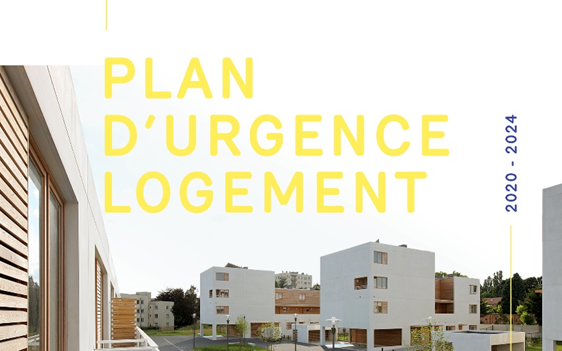 PLAN
D'URGENCE
LOGEMENT
2020 - 2024